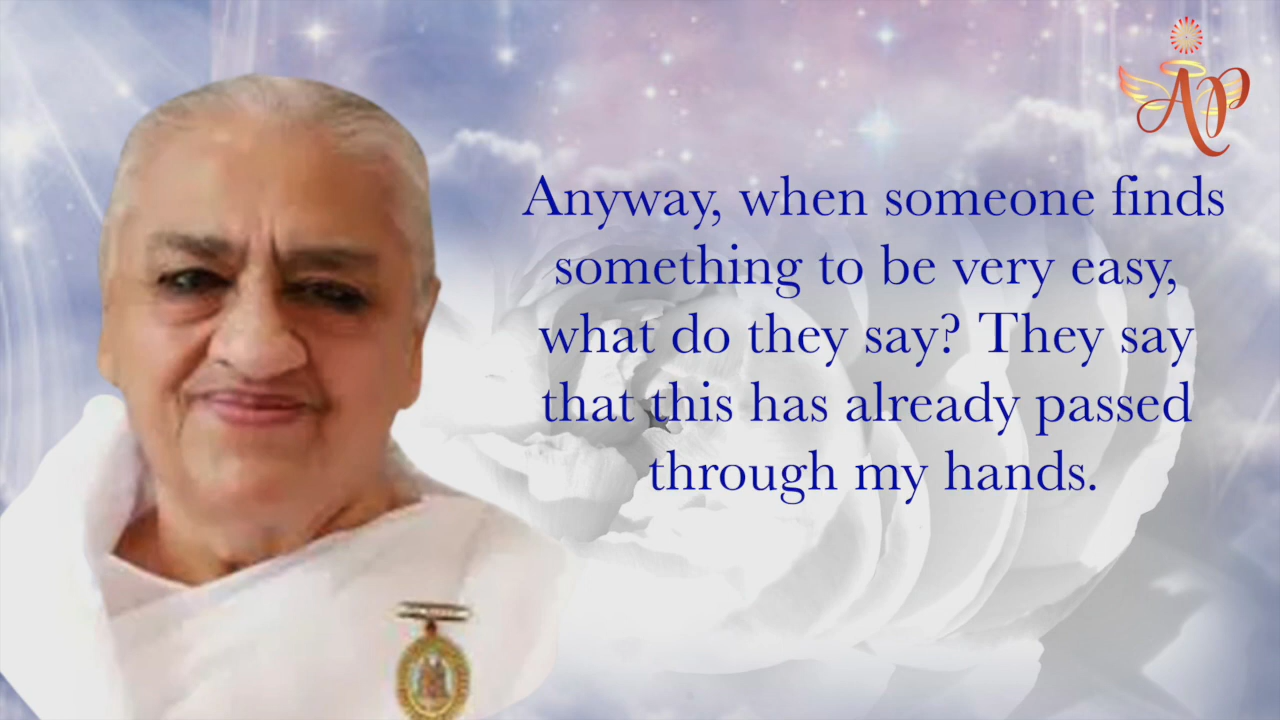 AP
Anyway, when someone finds
something to be very easy,
what do they say? They say
that this has already passed
through my hands.